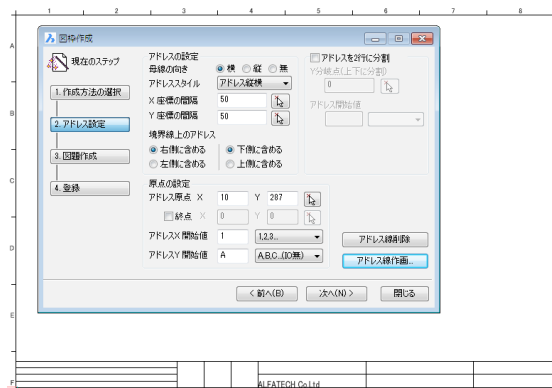 1 2 3 4 5 6 7 8
図枠作成
A
現在のステップ
1. 作成方法の選択
2. アドレス設定
3. 図題作成
4. 登録
アドレスの設定
母線の向き 横 縦 無
アドレススタイル アドレス縦横
X 座標の間隔 50
Y 座標の間隔 50
境界線上のアドレス
右側に含める 下側に含める
左側に含める 上側に含める
アドレスを2行に分割
Y分岐点(上下に分割)
0
アドレス開始値
原点の設定
アドレス原点 X 10 Y 287
終点 X 0 Y 0
アドレスX 開始値 1 1,2,3...
アドレスY 開始値 A A,B,C...(IO無)
アドレス線削除
アドレス線作画...
< 前へ(B) 次へ(N) > 閉じる
B
C
D
E
F
ALFATECH Co.Ltd